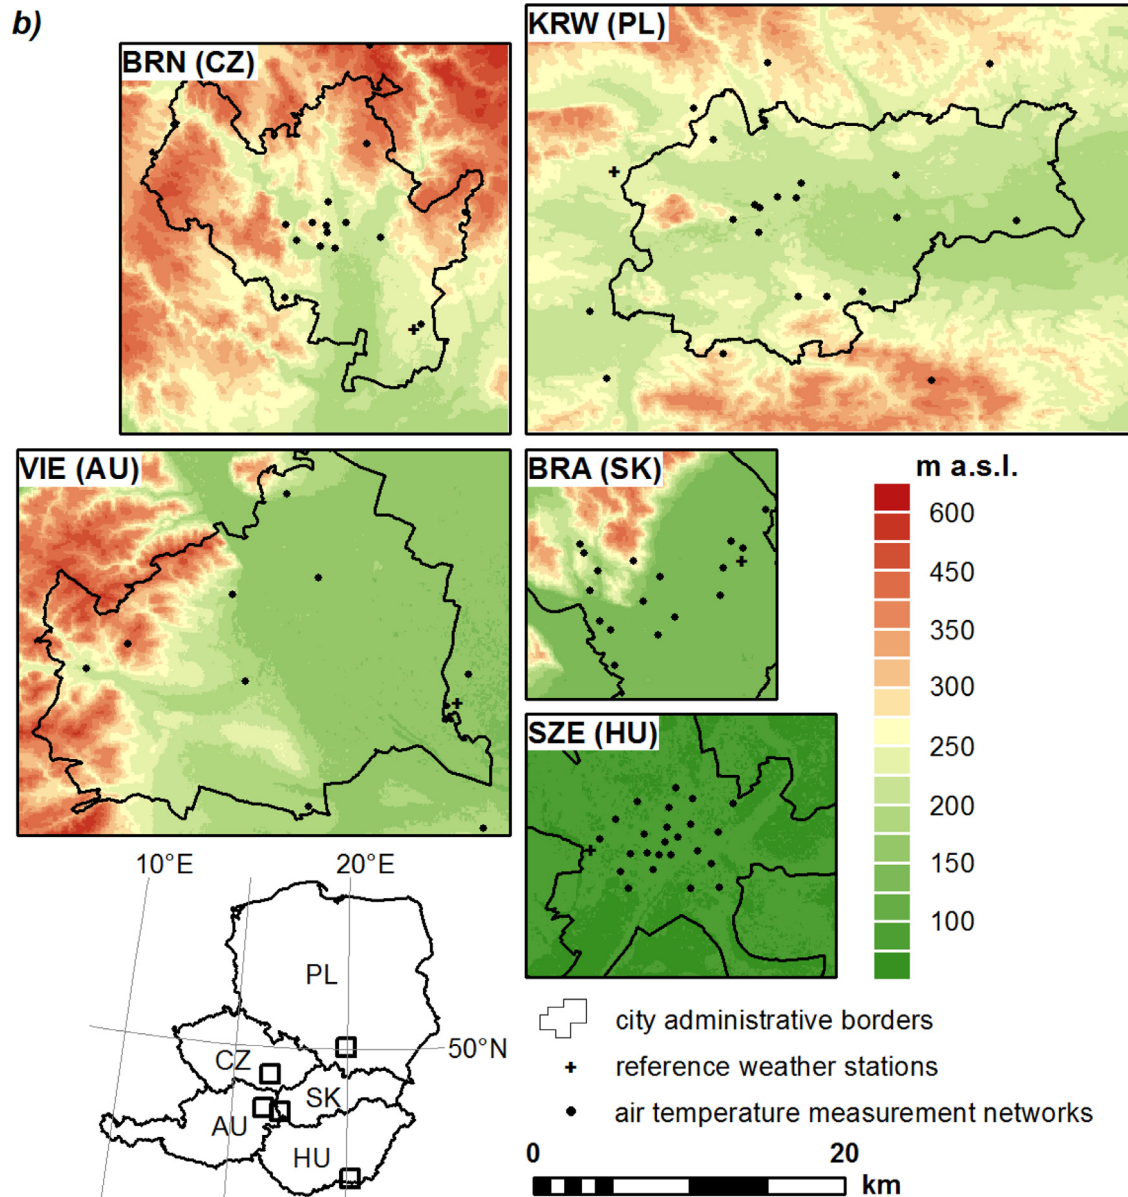 b)
BRN (CZ)
KRW (PL)
VIE (AU)
BRA (SK)
m a.s.l.
600
450
350
300
250
200
150
100
SZE (HU)
10°E
20°E
PL
50°N
CZ
SK
AU
HU
city administrative borders
reference weather stations
air temperature measurement networks
0
20
km